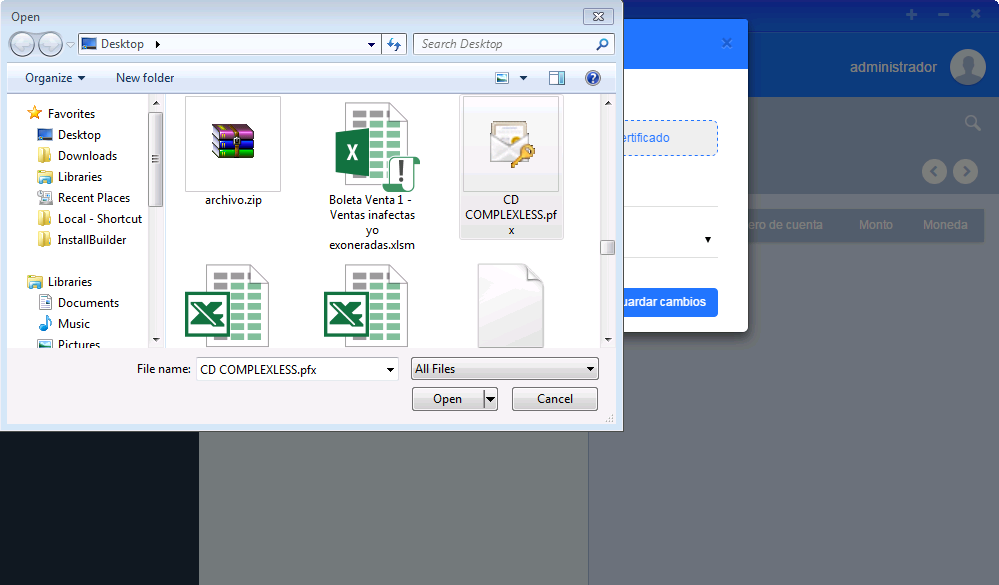 Open
Desktop
Search Desktop
administrador
Organize
New folder
Favorites
Desktop
Downloads
Libraries
Recent Places
Local - Shortcut
InstallBuilder
Libraries
Documents
Music
Pictures
archivo.zip
Boleta Venta 1 -
Ventas inafectas
yo
exoneradas.xlsm
CD
COMPLEXLESS.pf
x
ertificado
ero de cuenta
Monto
Moneda
uardar cambios
File name:
CD COMPLEXLESS.pfx
All Files
Open
Cancel